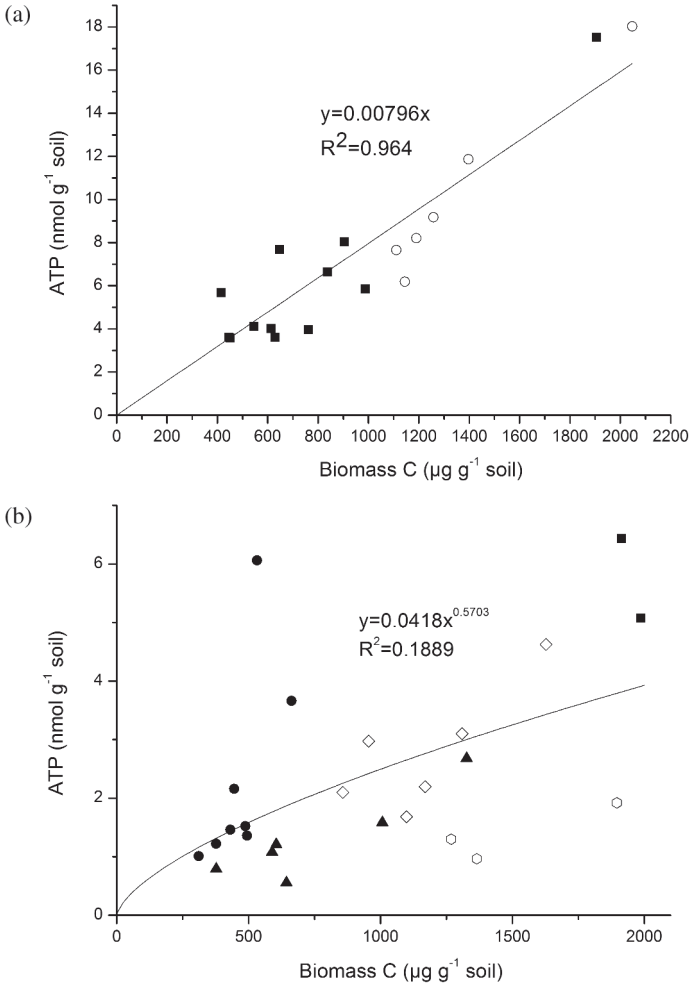 (a)
18
16
14
12
10
8
6
4
2
0
ATP (nmol g⁻¹ soil)
y=0.00796x
R²=0.964
0 200 400 600 800 1000 1200 1400 1600 1800 2000 2200
Biomass C (µg g⁻¹ soil)
(b)
6
4
2
0
ATP (nmol g⁻¹ soil)
y=0.0418x⁰·⁵⁷⁰³
R²=0.1889
0 500 1000 1500 2000
Biomass C (µg g⁻¹ soil)